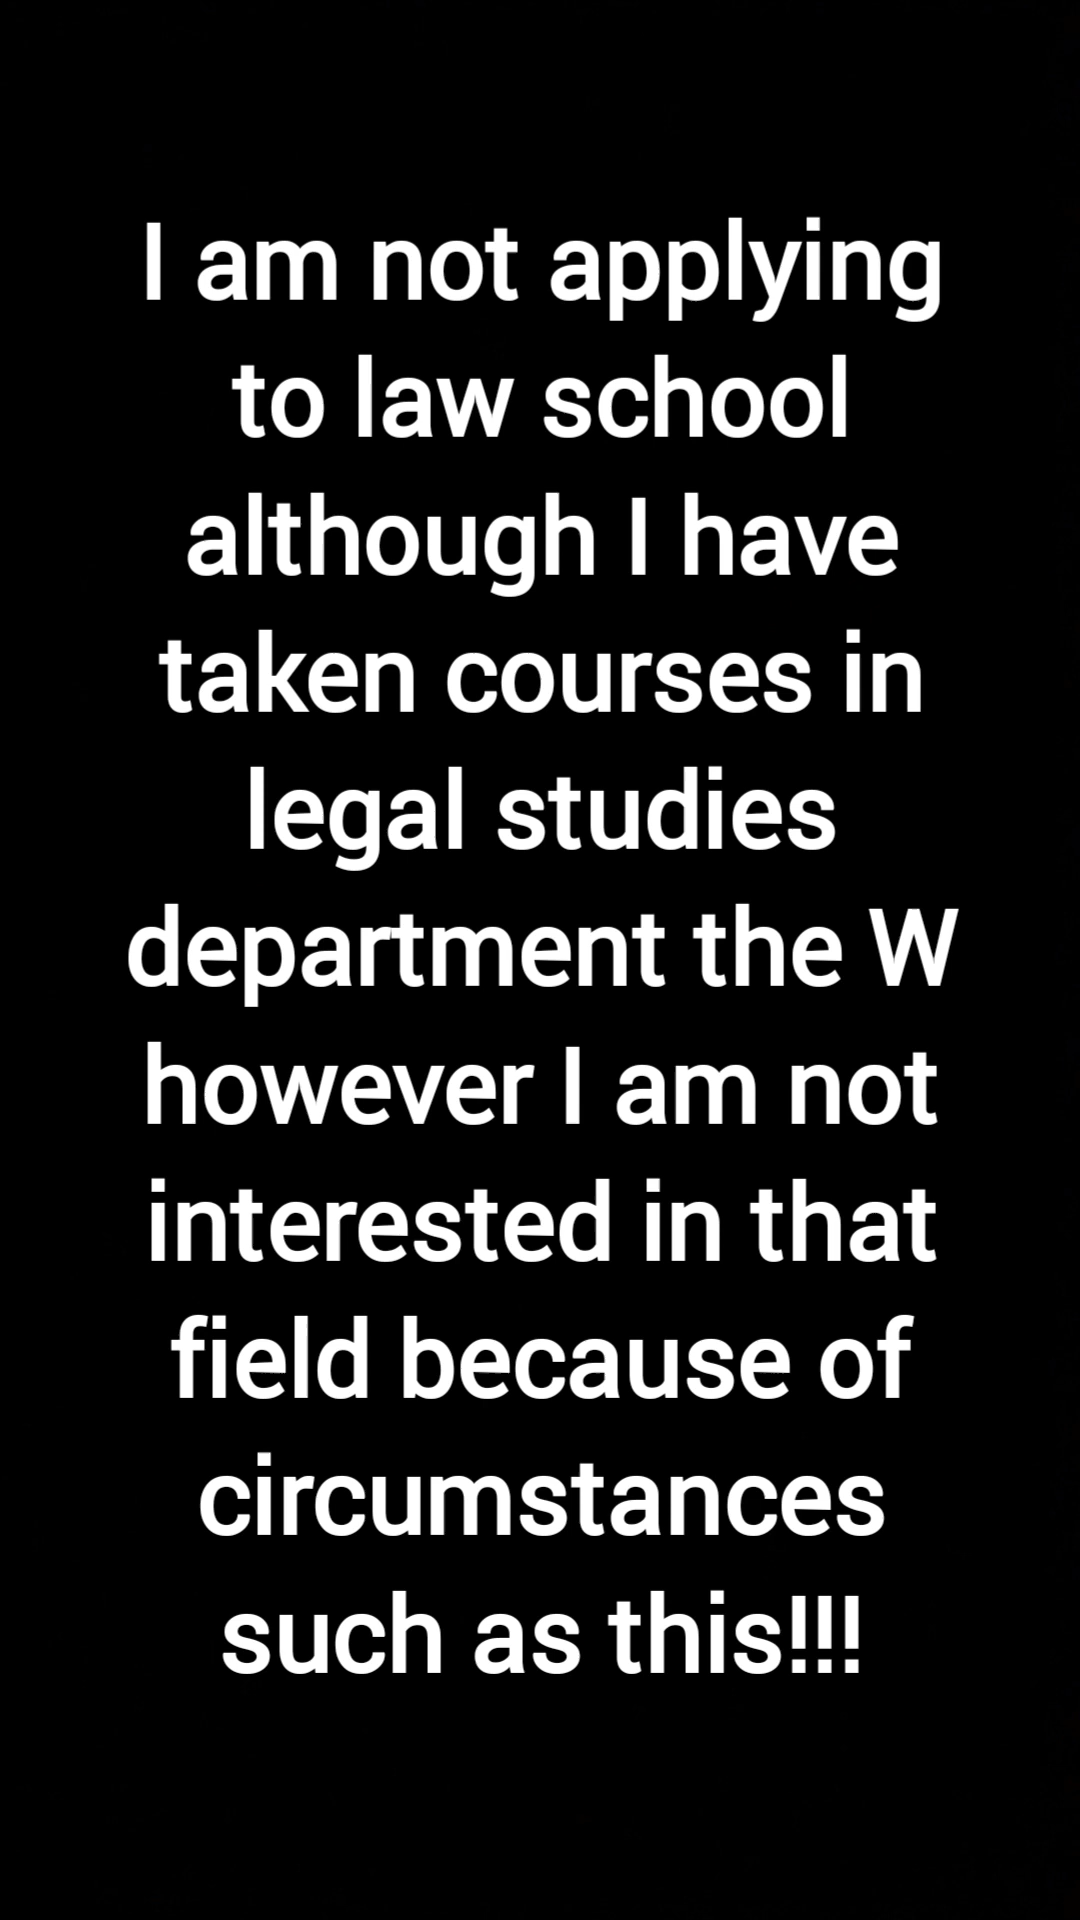 I am not applying
to law school
although I have
taken courses in
legal studies
department the W
however I am not
interested in that
field because of
circumstances
such as this!!!